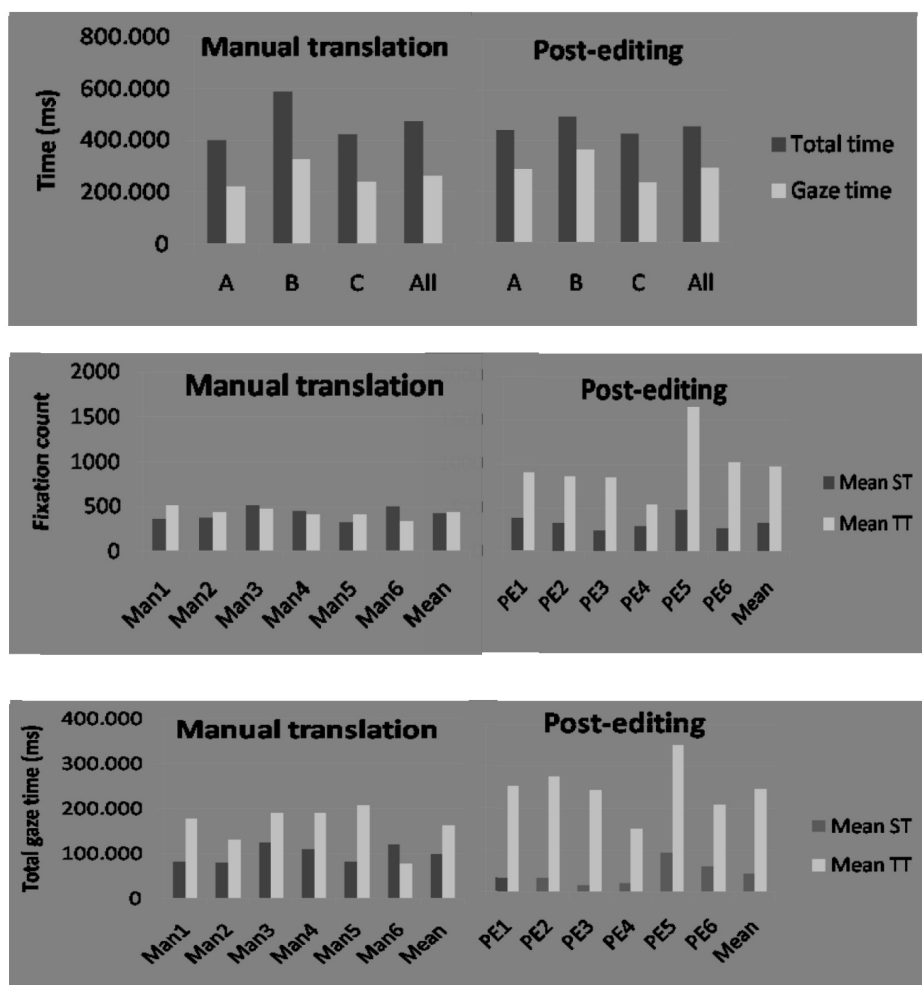 800.000
600.000
400.000
200.000
0
Time (ms)
Manual translation
Post-editing
A B C All
A B C All
Total time
Gaze time
2000
1500
1000
500
0
Fixation count
Manual translation
Post-editing
Man1 Man2 Man3 Man4 Man5 Man6 Mean
PE1 PE2 PE3 PE4 PE5 PE6 Mean
Mean ST
Mean TT
400.000
300.000
200.000
100.000
0
Total gaze time (ms)
Manual translation
Post-editing
Man1 Man2 Man3 Man4 Man5 Man6 Mean
PE1 PE2 PE3 PE4 PE5 PE6 Mean
Mean ST
Mean TT